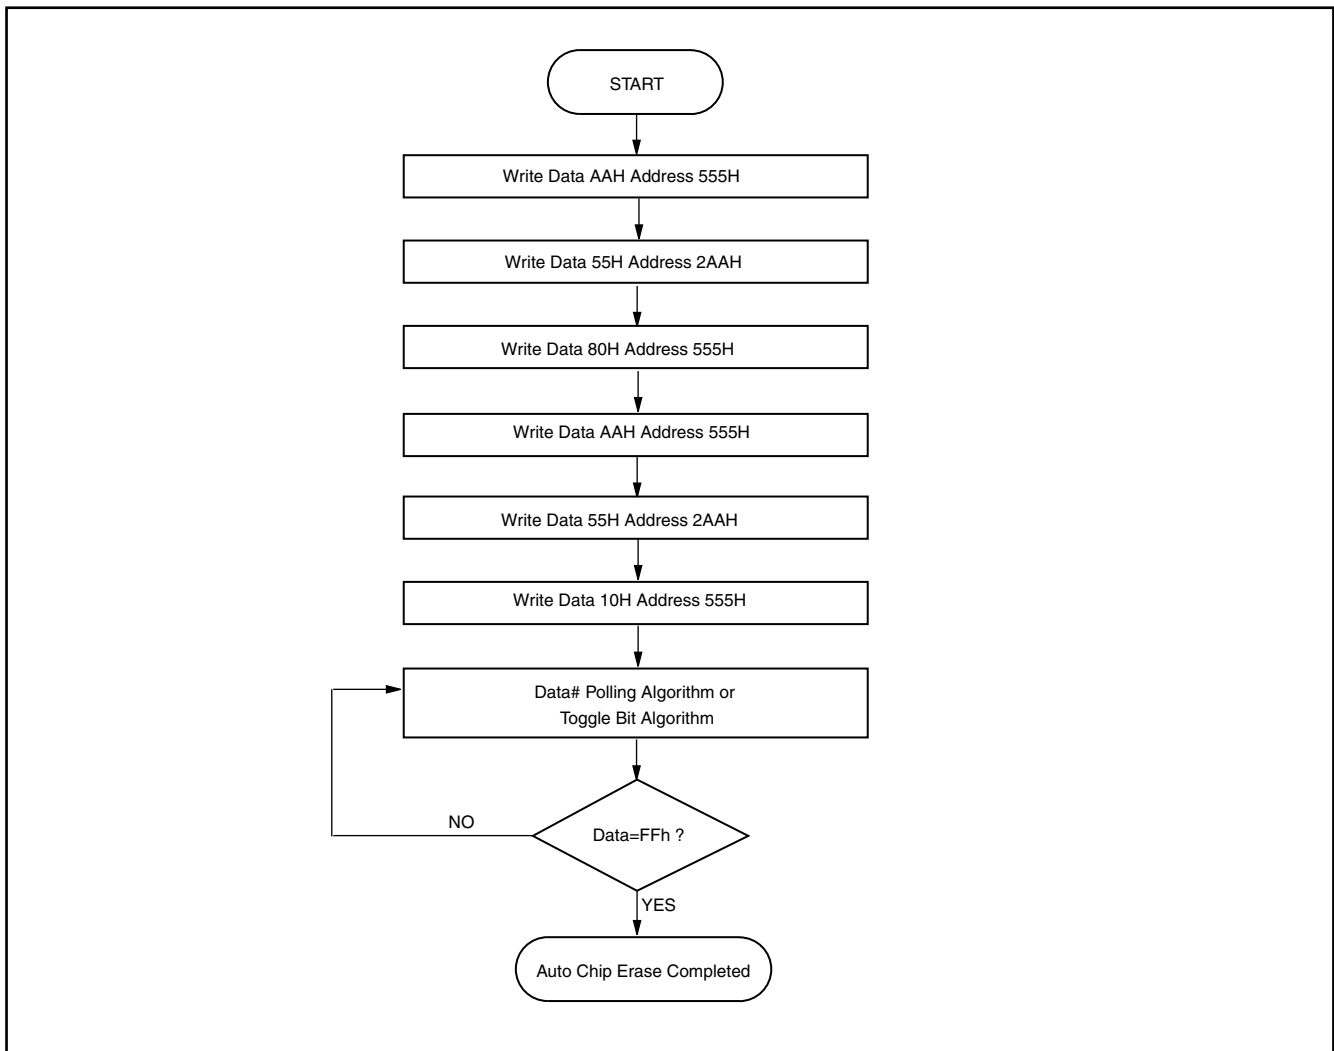 START
Write Data AAH Address 555H
Write Data 55H Address 2AAH
Write Data 80H Address 555H
Write Data AAH Address 555H
Write Data 55H Address 2AAH
Write Data 10H Address 555H
Data# Polling Algorithm or
Toggle Bit Algorithm
NO
Data=FFh ?
YES
Auto Chip Erase Completed